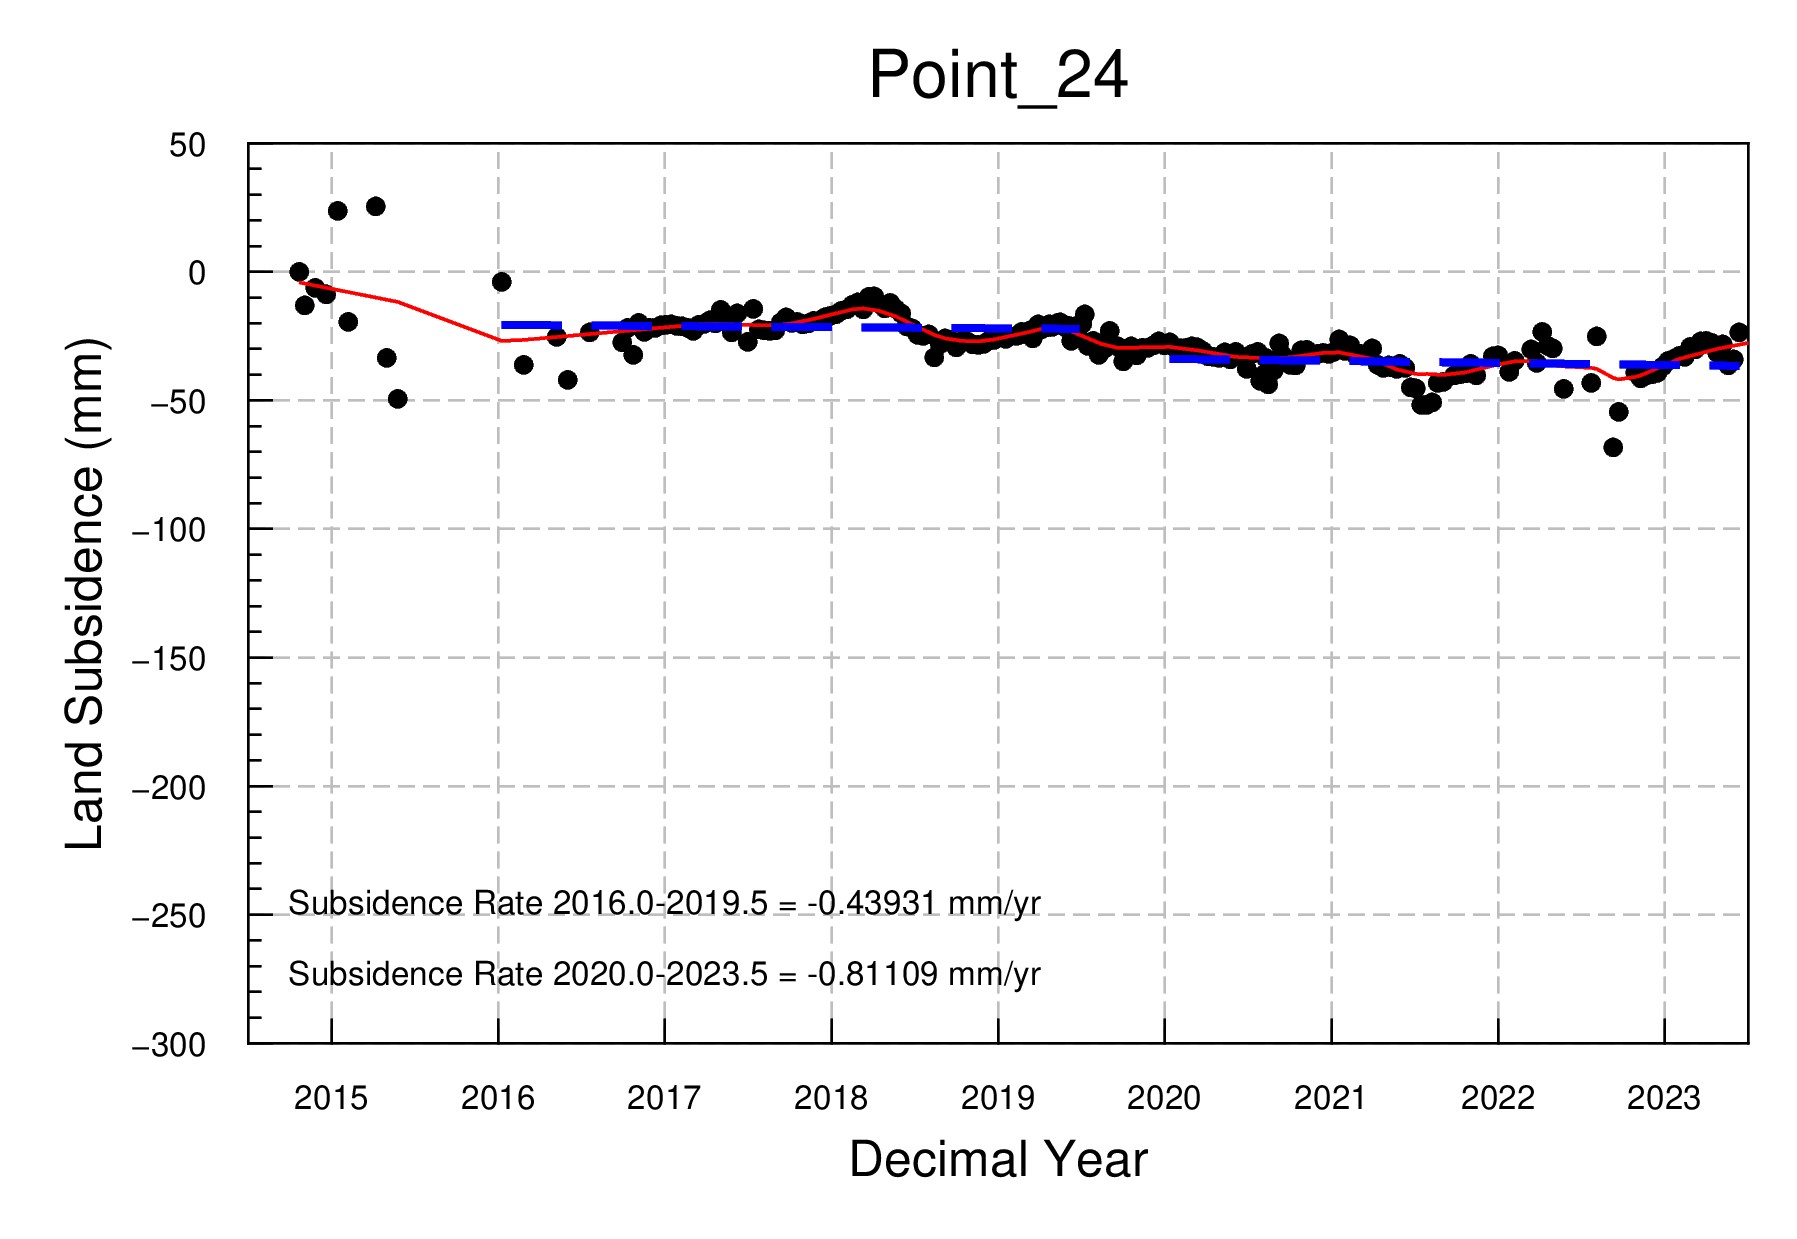 Point_24
50
0
−50
−100
−150
−200
−250
−300
Land Subsidence (mm)
Subsidence Rate 2016.0-2019.5 = -0.43931 mm/yr
Subsidence Rate 2020.0-2023.5 = -0.81109 mm/yr
2015 2016 2017 2018 2019 2020 2021 2022 2023
Decimal Year